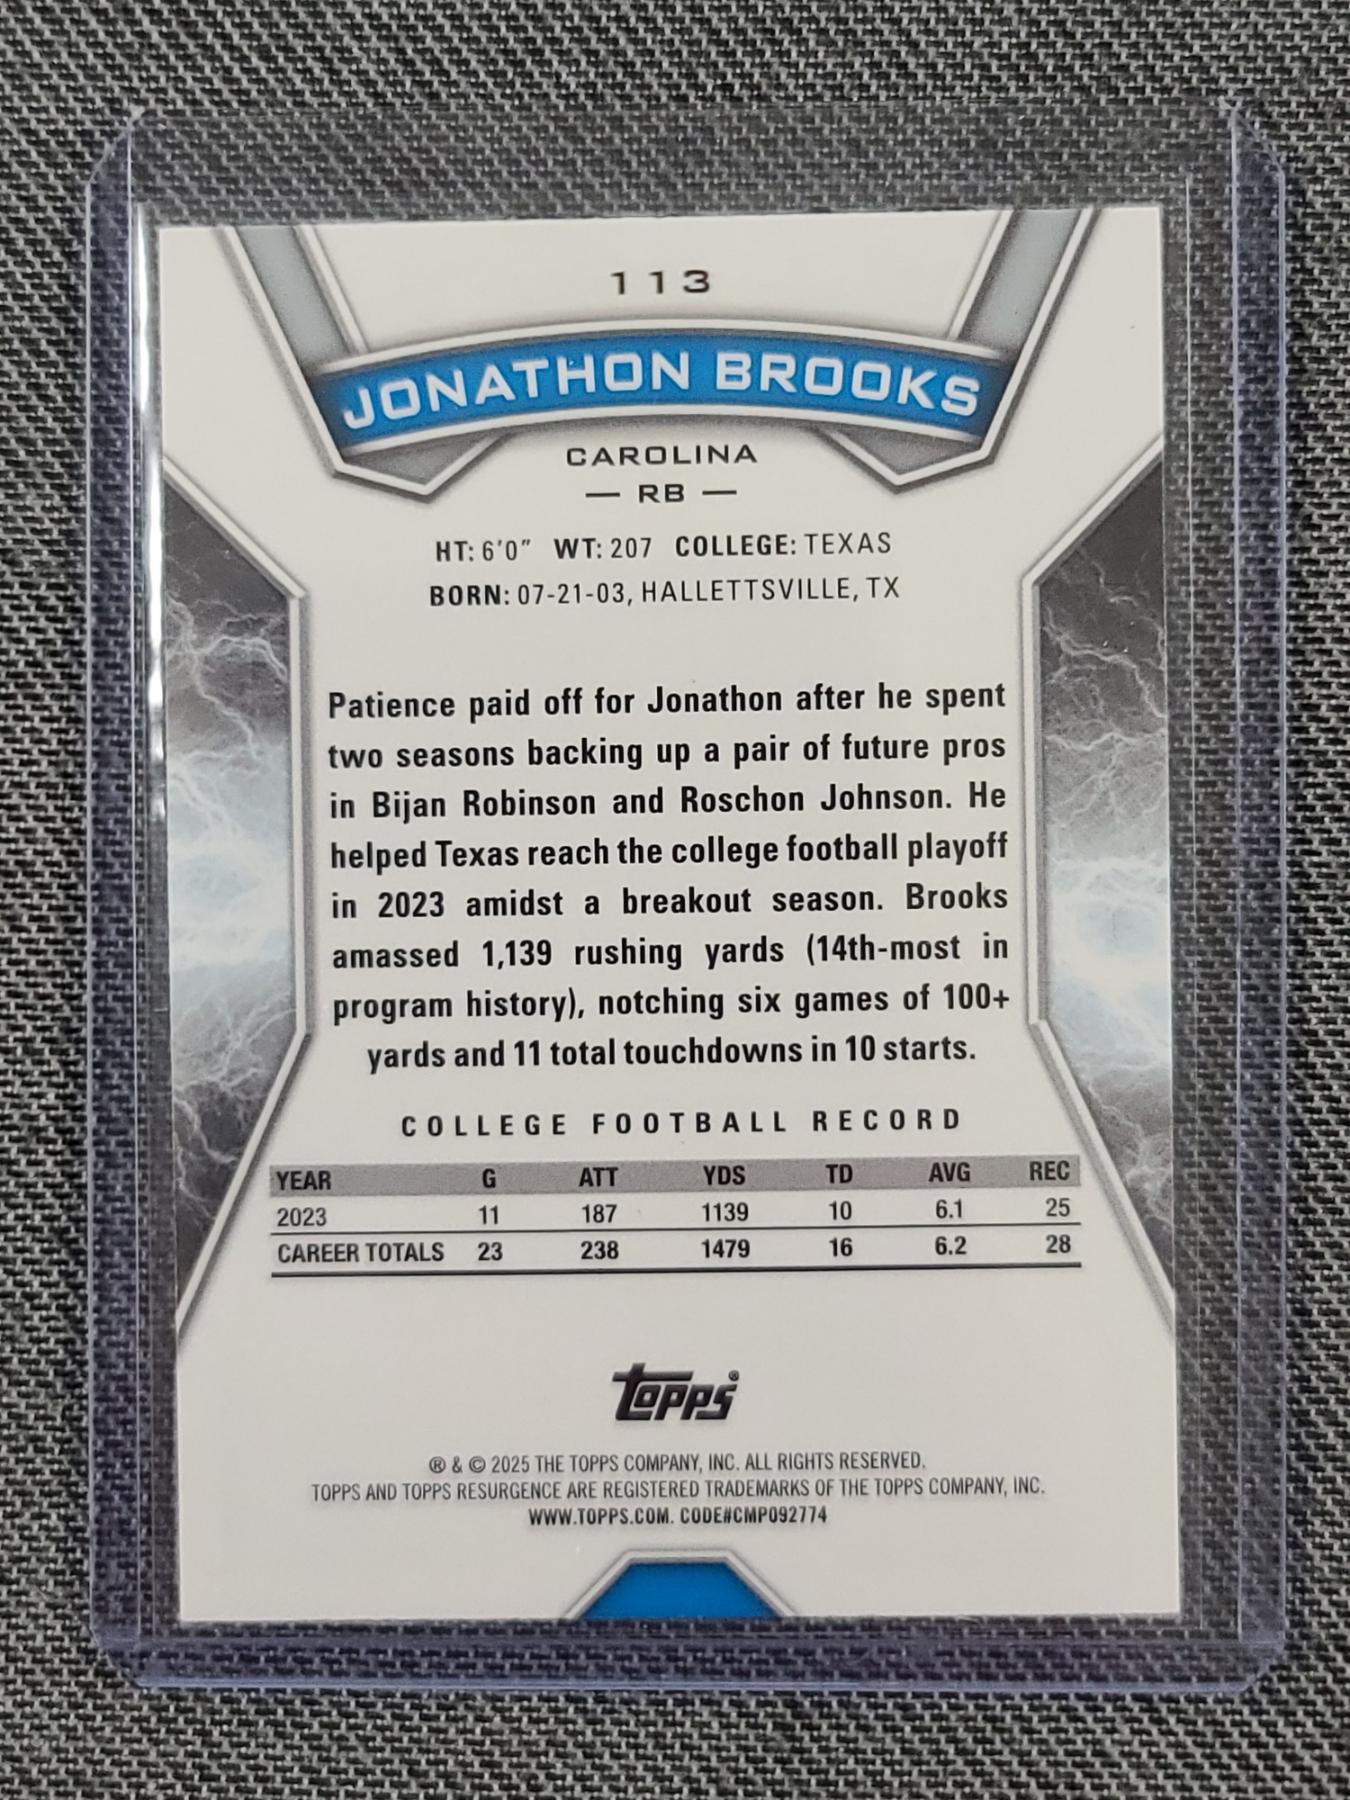 113
JONATHON BROOKS
CAROLINA
— RB —
HT: 6'0" WT: 207 COLLEGE: TEXAS
BORN: 07-21-03, HALLETTSVILLE, TX
Patience paid off for Jonathon after he spent
two seasons backing up a pair of future pros
in Bijan Robinson and Roschon Johnson. He
helped Texas reach the college football playoff
in 2023 amidst a breakout season. Brooks
amassed 1,139 rushing yards (14th-most in
program history), notching six games of 100+
yards and 11 total touchdowns in 10 starts.
COLLEGE FOOTBALL RECORD
YEAR G ATT YDS TD AVG REC
2023 11 187 1139 10 6.1 25
CAREER TOTALS 23 238 1479 16 6.2 28
topps®
® & © 2025 THE TOPPS COMPANY, INC. ALL RIGHTS RESERVED.
TOPPS AND TOPPS RESURGENCE ARE REGISTERED TRADEMARKS OF THE TOPPS COMPANY, INC.
WWW.TOPPS.COM. CODE#CMP092774